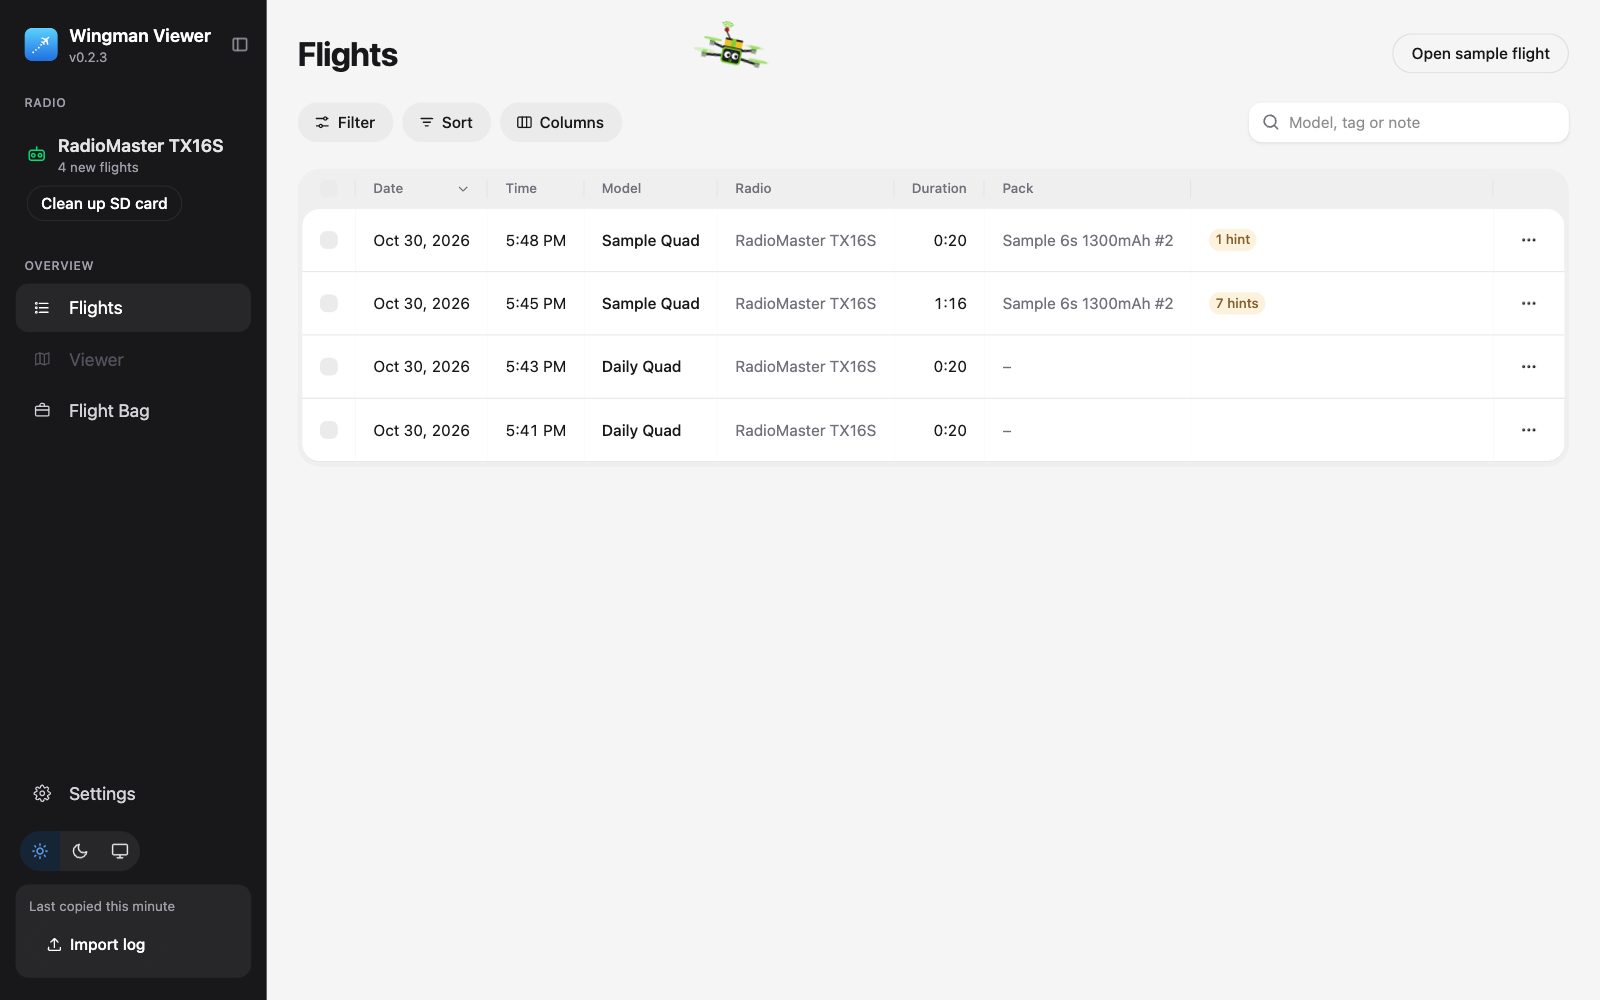 Wingman Viewer
v0.2.3
RADIO
RadioMaster TX16S
4 new flights
Clean up SD card
OVERVIEW
Flights
Viewer
Flight Bag
Settings
Last copied this minute
Import log
Flights
Open sample flight
Filter Sort Columns
Model, tag or note
Date Time Model Radio Duration Pack
Oct 30, 2026 5:48 PM Sample Quad RadioMaster TX16S 0:20 Sample 6s 1300mAh #2 1 hint
Oct 30, 2026 5:45 PM Sample Quad RadioMaster TX16S 1:16 Sample 6s 1300mAh #2 7 hints
Oct 30, 2026 5:43 PM Daily Quad RadioMaster TX16S 0:20 –
Oct 30, 2026 5:41 PM Daily Quad RadioMaster TX16S 0:20 –